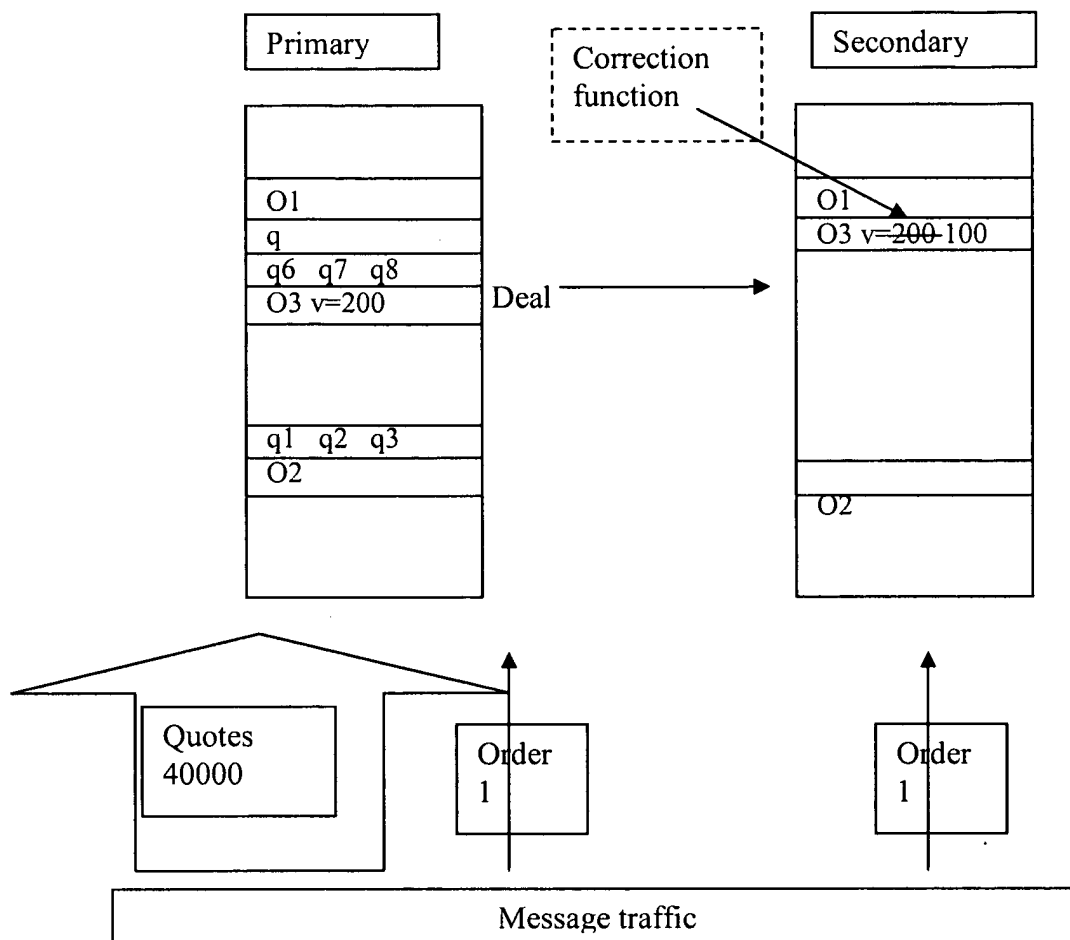 Primary
Correction
function
Secondary
O1
q
q6 q7 q8
O3 v=200
q1 q2 q3
O2
Deal
O1
O3 v=200 100
O2
Quotes
40000
Order
1
Order
1
Message traffic